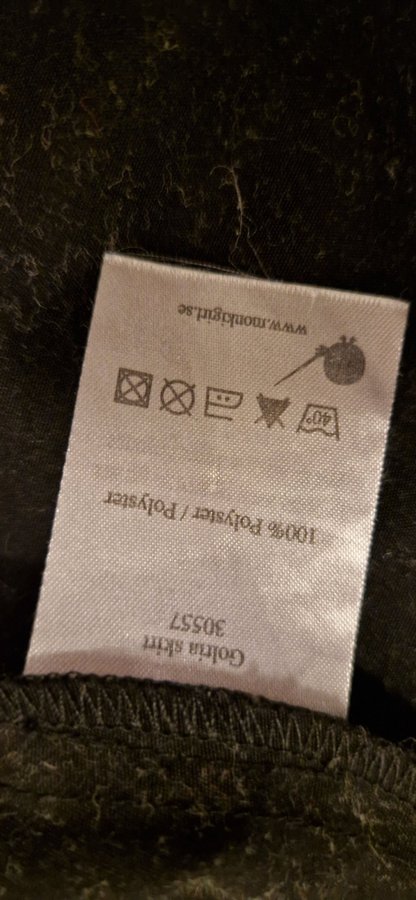 Golria skirt
30557
100% Polyster / Polyster
40°
www.monkigirl.se